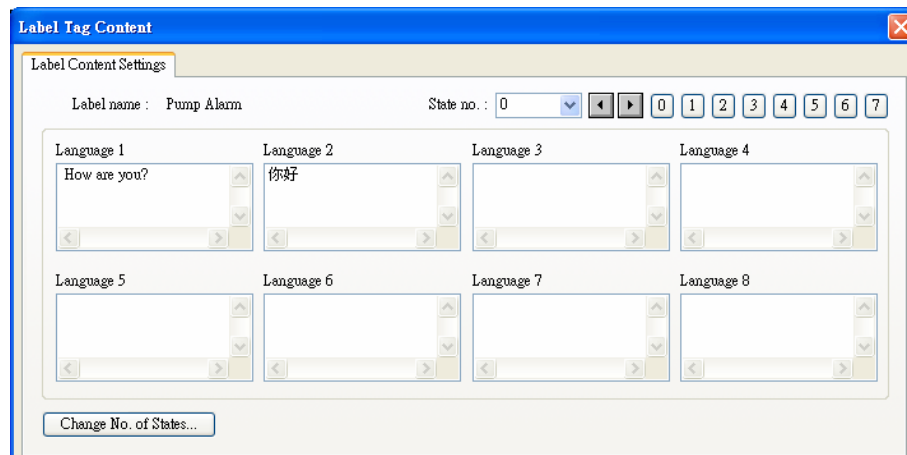 Label Tag Content
Label Content Settings
Label name : Pump Alarm State no. : 0 0 1 2 3 4 5 6 7
Language 1 Language 2 Language 3 Language 4
How are you? 你好
Language 5 Language 6 Language 7 Language 8
Change No. of States...